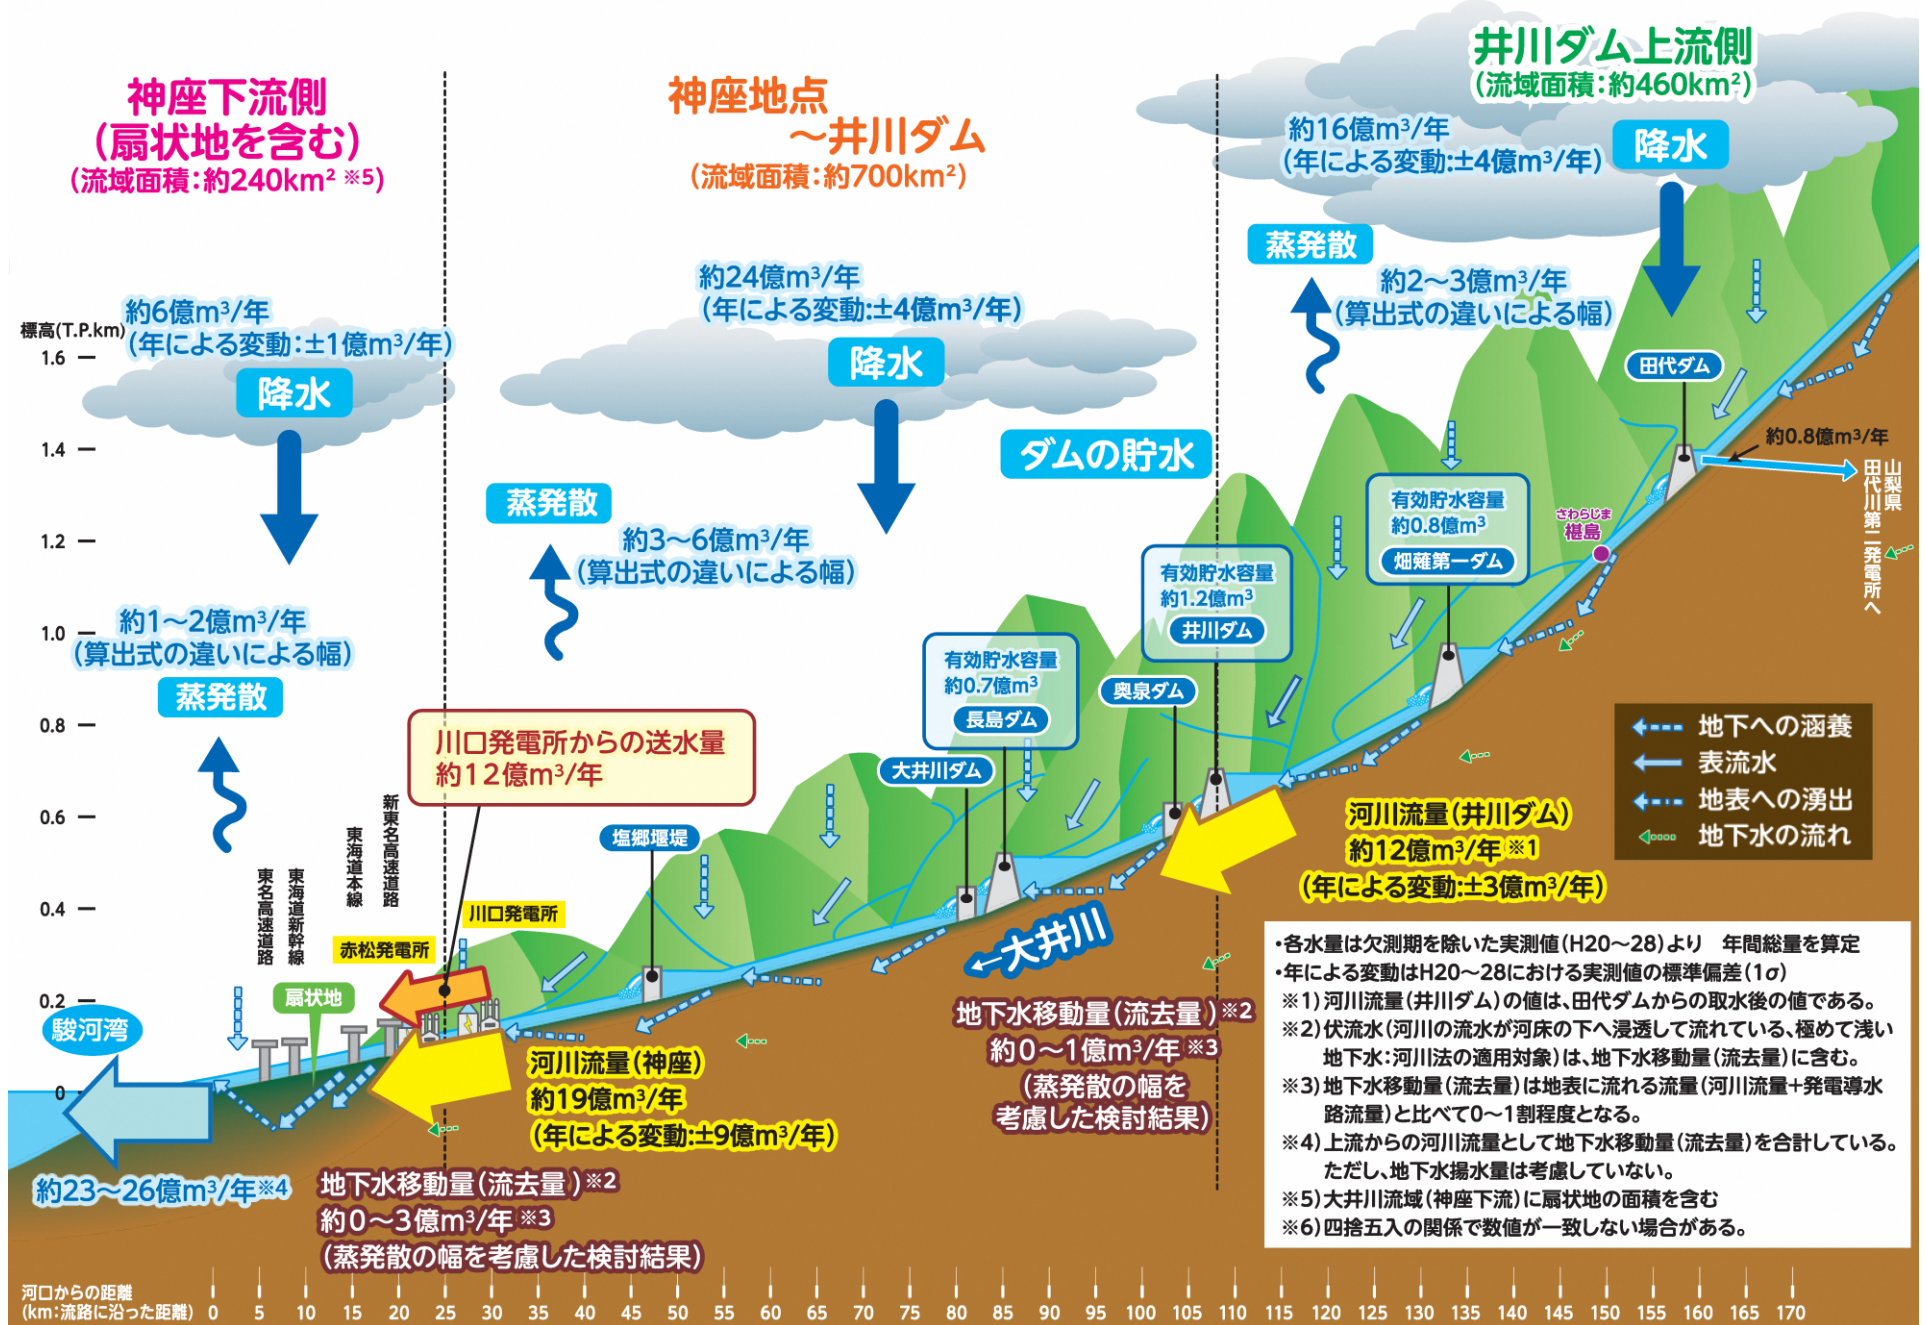 神座下流側
(扇状地を含む)
(流域面積：約240km² ※5)
神座地点
～井川ダム
(流域面積：約700km²)
井川ダム上流側
(流域面積：約460km²)
約16億m³/年
(年による変動:±4億m³/年)
降水
蒸発散
約2～3億m³/年
(算出式の違いによる幅)
約24億m³/年
(年による変動:±4億m³/年)
降水
約6億m³/年
(年による変動:±1億m³/年)
降水
標高(T.P.km)
1.6
1.4
1.2
1.0
0.8
0.6
0.4
0.2
0
蒸発散
約3～6億m³/年
(算出式の違いによる幅)
約1～2億m³/年
(算出式の違いによる幅)
蒸発散
ダムの貯水
田代ダム
約0.8億m³/年
山梨県
田代川第二発電所へ
さわらじま
椹島
有効貯水容量
約0.8億m³
畑薙第一ダム
有効貯水容量
約1.2億m³
井川ダム
有効貯水容量
約0.7億m³
長島ダム
奥泉ダム
大井川ダム
塩郷堰堤
川口発電所からの送水量
約12億m³/年
川口発電所
赤松発電所
新東名高速道路
東海道本線
東海道新幹線
東名高速道路
扇状地
駿河湾
←大井川
地下への涵養
表流水
地表への湧出
地下水の流れ
河川流量(井川ダム)
約12億m³/年 ※1
(年による変動:±3億m³/年)
河川流量(神座)
約19億m³/年
(年による変動:±9億m³/年)
地下水移動量(流去量)※2
約0～1億m³/年 ※3
(蒸発散の幅を
考慮した検討結果)
地下水移動量(流去量)※2
約0～3億m³/年 ※3
(蒸発散の幅を考慮した検討結果)
約23～26億m³/年※4
・各水量は欠測期を除いた実測値(H20～28)より　年間総量を算定
・年による変動はH20～28における実測値の標準偏差(1σ)
※1)河川流量(井川ダム)の値は、田代ダムからの取水後の値である。
※2)伏流水(河川の流水が河床の下へ浸透して流れている、極めて浅い
地下水：河川法の適用対象)は、地下水移動量(流去量)に含む。
※3)地下水移動量(流去量)は地表に流れる流量(河川流量+発電導水
路流量)と比べて0～1割程度となる。
※4)上流からの河川流量として地下水移動量(流去量)を合計している。
ただし、地下水揚水量は考慮していない。
※5)大井川流域(神座下流)に扇状地の面積を含む
※6)四捨五入の関係で数値が一致しない場合がある。
河口からの距離
(km：流路に沿った距離)
0 5 10 15 20 25 30 35 40 45 50 55 60 65 70 75 80 85 90 95 100 105 110 115 120 125 130 135 140 145 150 155 160 165 170